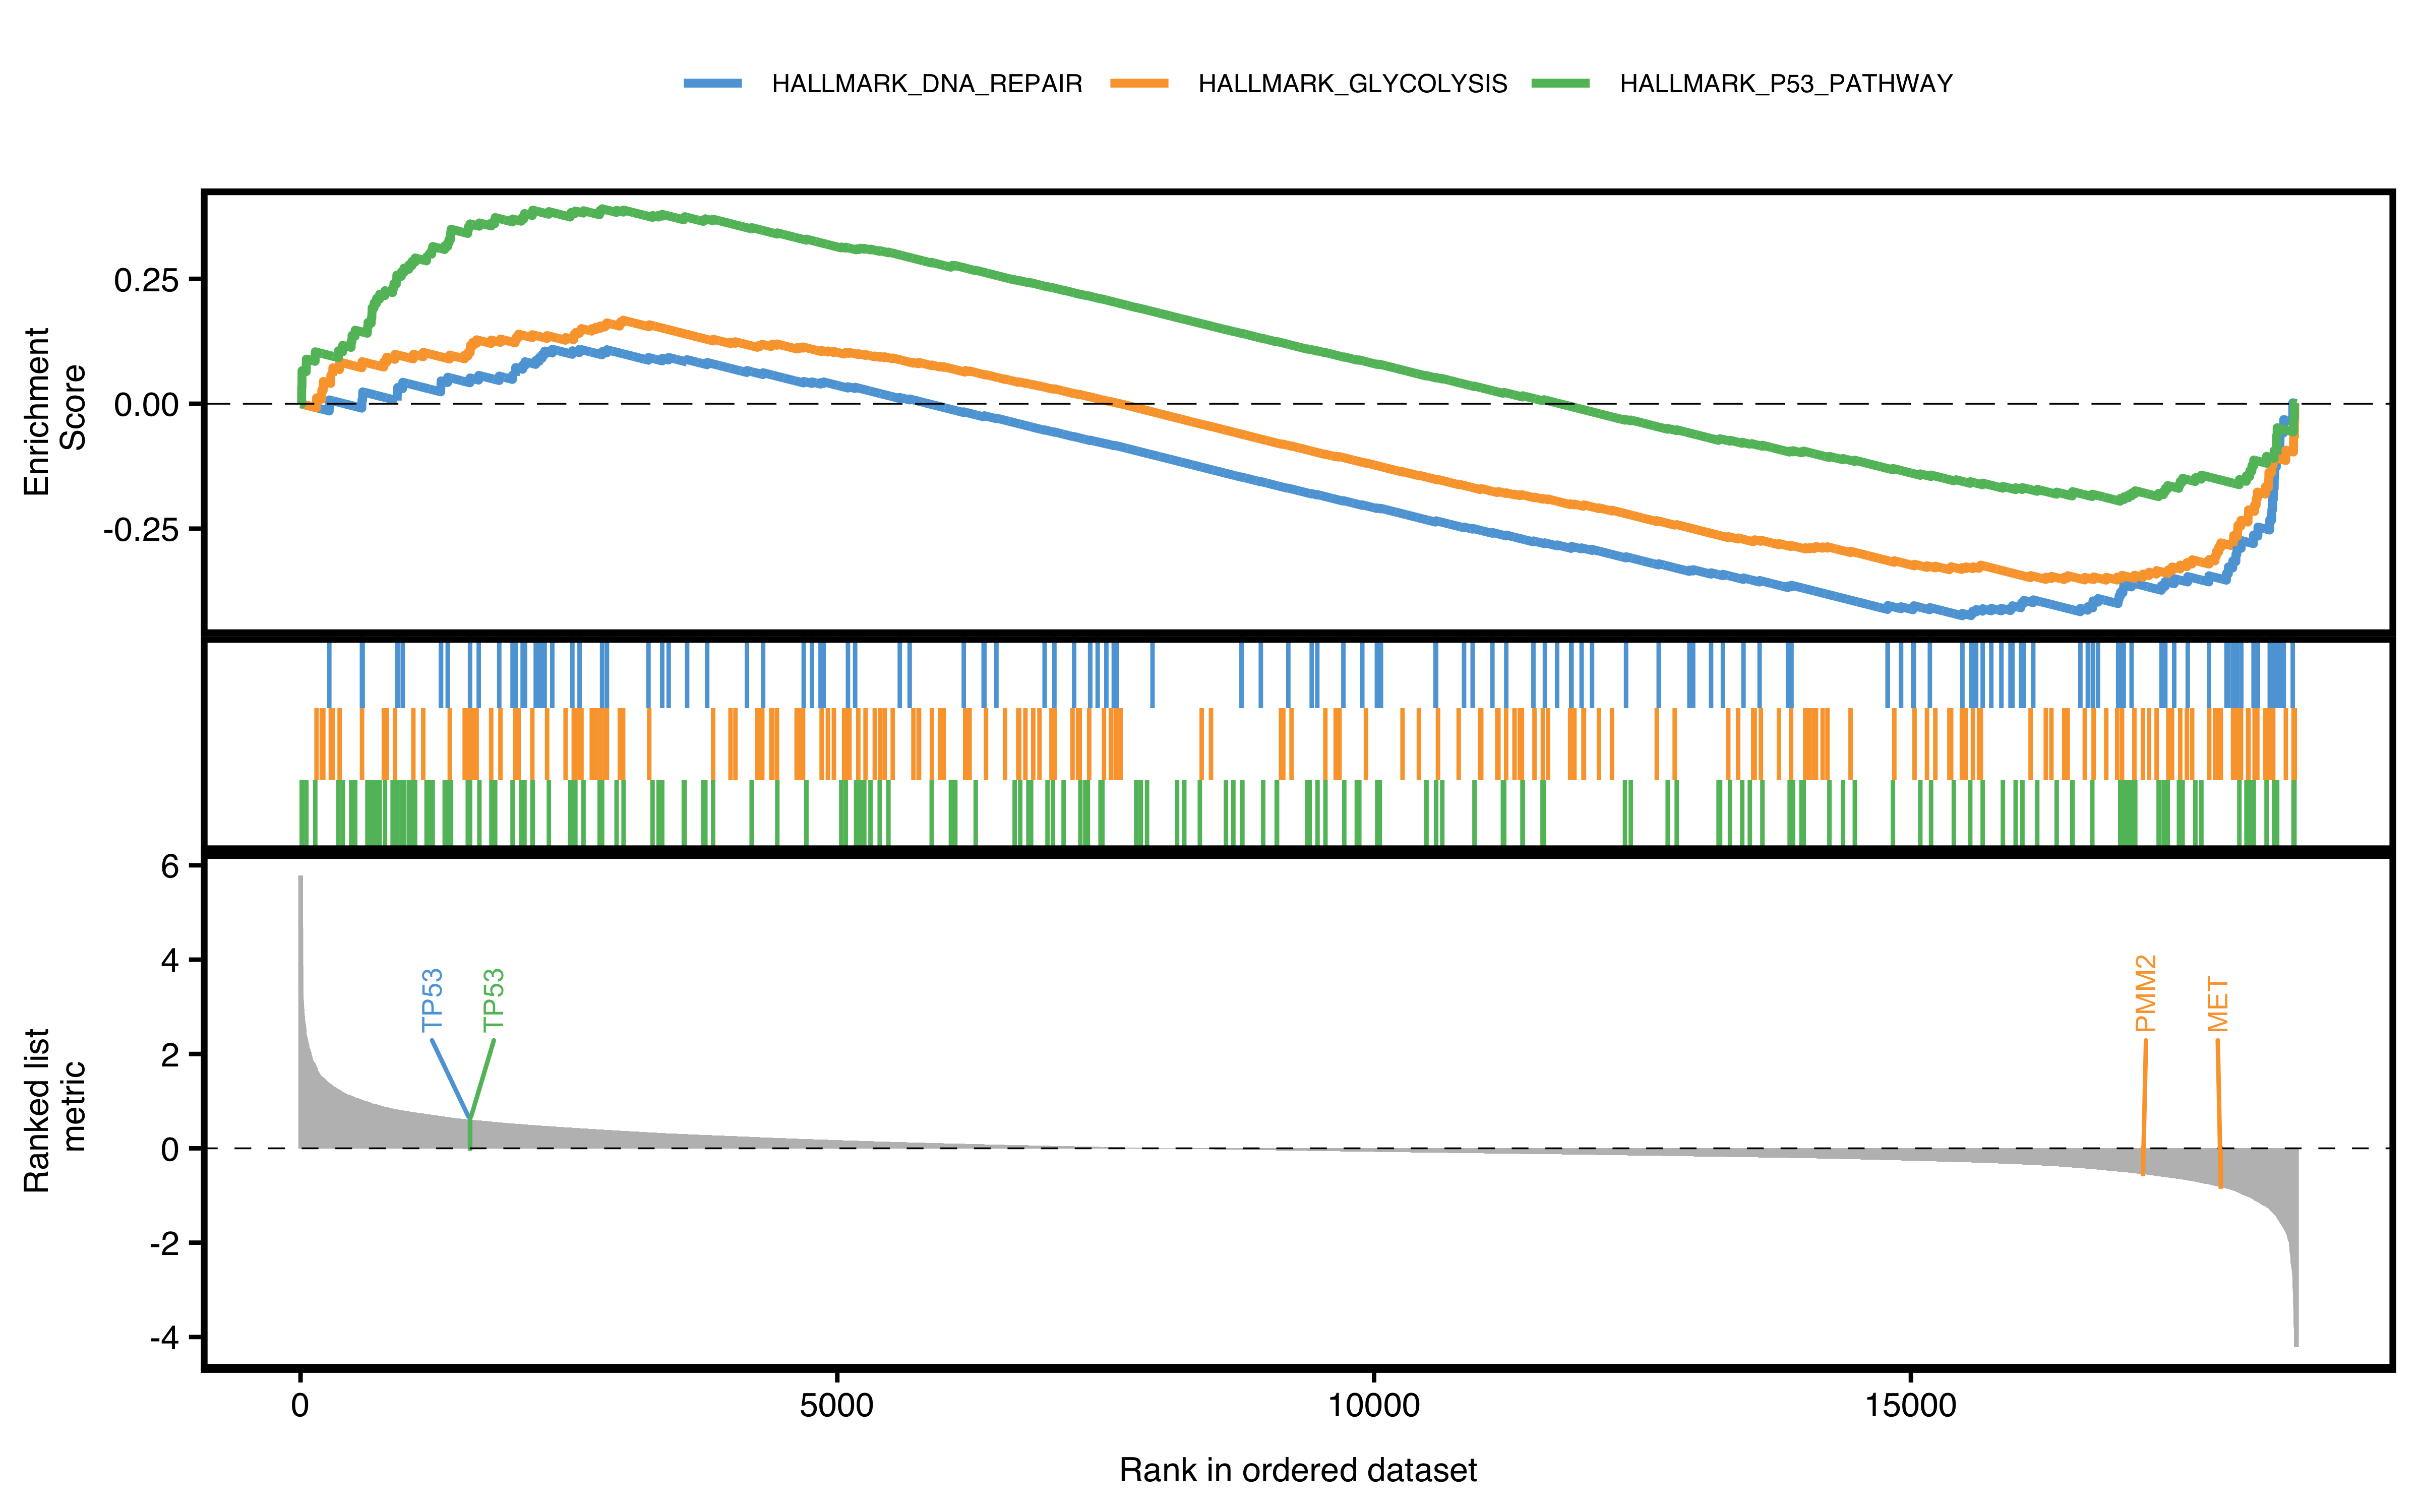 HALLMARK_DNA_REPAIR HALLMARK_GLYCOLYSIS HALLMARK_P53_PATHWAY
Enrichment
Score
0.25
0.00
-0.25
Ranked list
metric
6
4
2
0
-2
-4
TP53
TP53
PMM2
MET
0 5000 10000 15000
Rank in ordered dataset